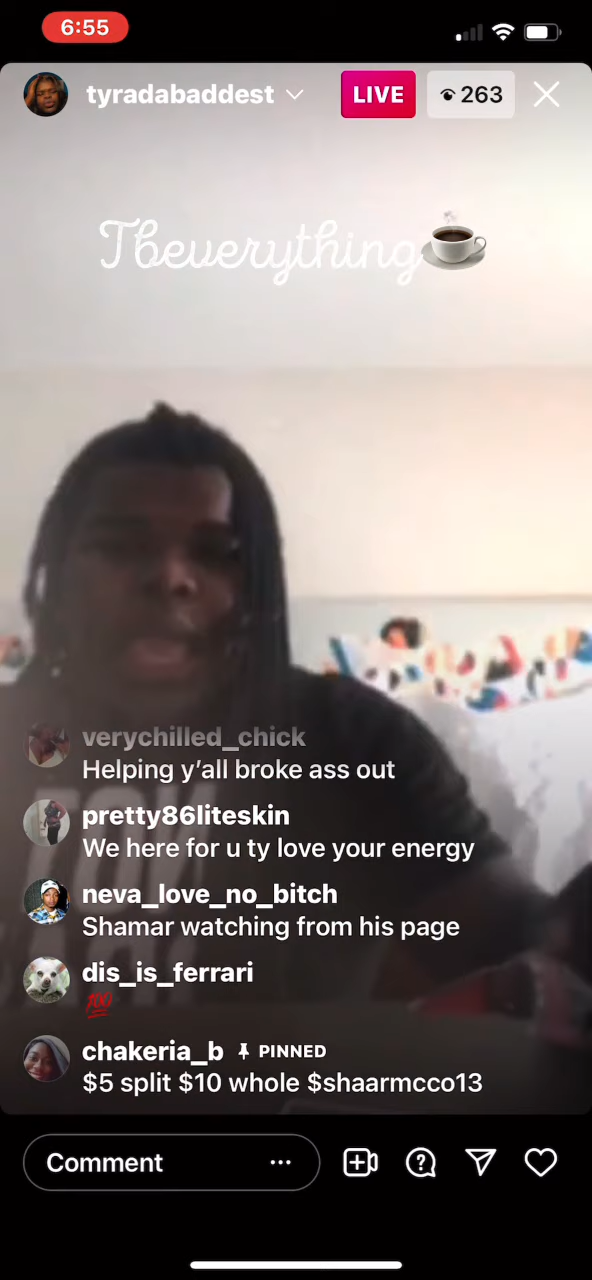 6:55
tyradabaddest
LIVE
263
Tbeverything
verychilled_chick
Helping y’all broke ass out
pretty86liteskin
We here for u ty love your energy
neva_love_no_bitch
Shamar watching from his page
dis_is_ferrari
💯
chakeria_b PINNED
$5 split $10 whole $shaarmcco13
Comment